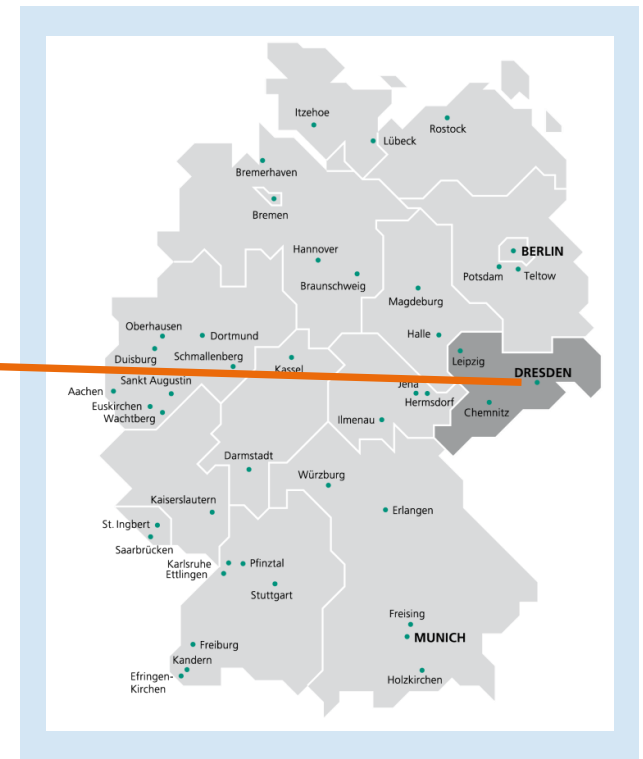 Itzehoe
Rostock
Lübeck
Bremerhaven
Bremen
Hannover
BERLIN
Potsdam
Teltow
Braunschweig
Magdeburg
Oberhausen
Dortmund
Halle
Duisburg
Schmallenberg
Leipzig
Kassel
DRESDEN
Sankt Augustin
Jena
Aachen
Hermsdorf
Euskirchen
Chemnitz
Wachtberg
Ilmenau
Darmstadt
Würzburg
Kaiserslautern
Erlangen
St. Ingbert
Saarbrücken
Karlsruhe
Pfinztal
Ettlingen
Stuttgart
Freising
MUNICH
Freiburg
Kandern
Holzkirchen
Efringen-
Kirchen